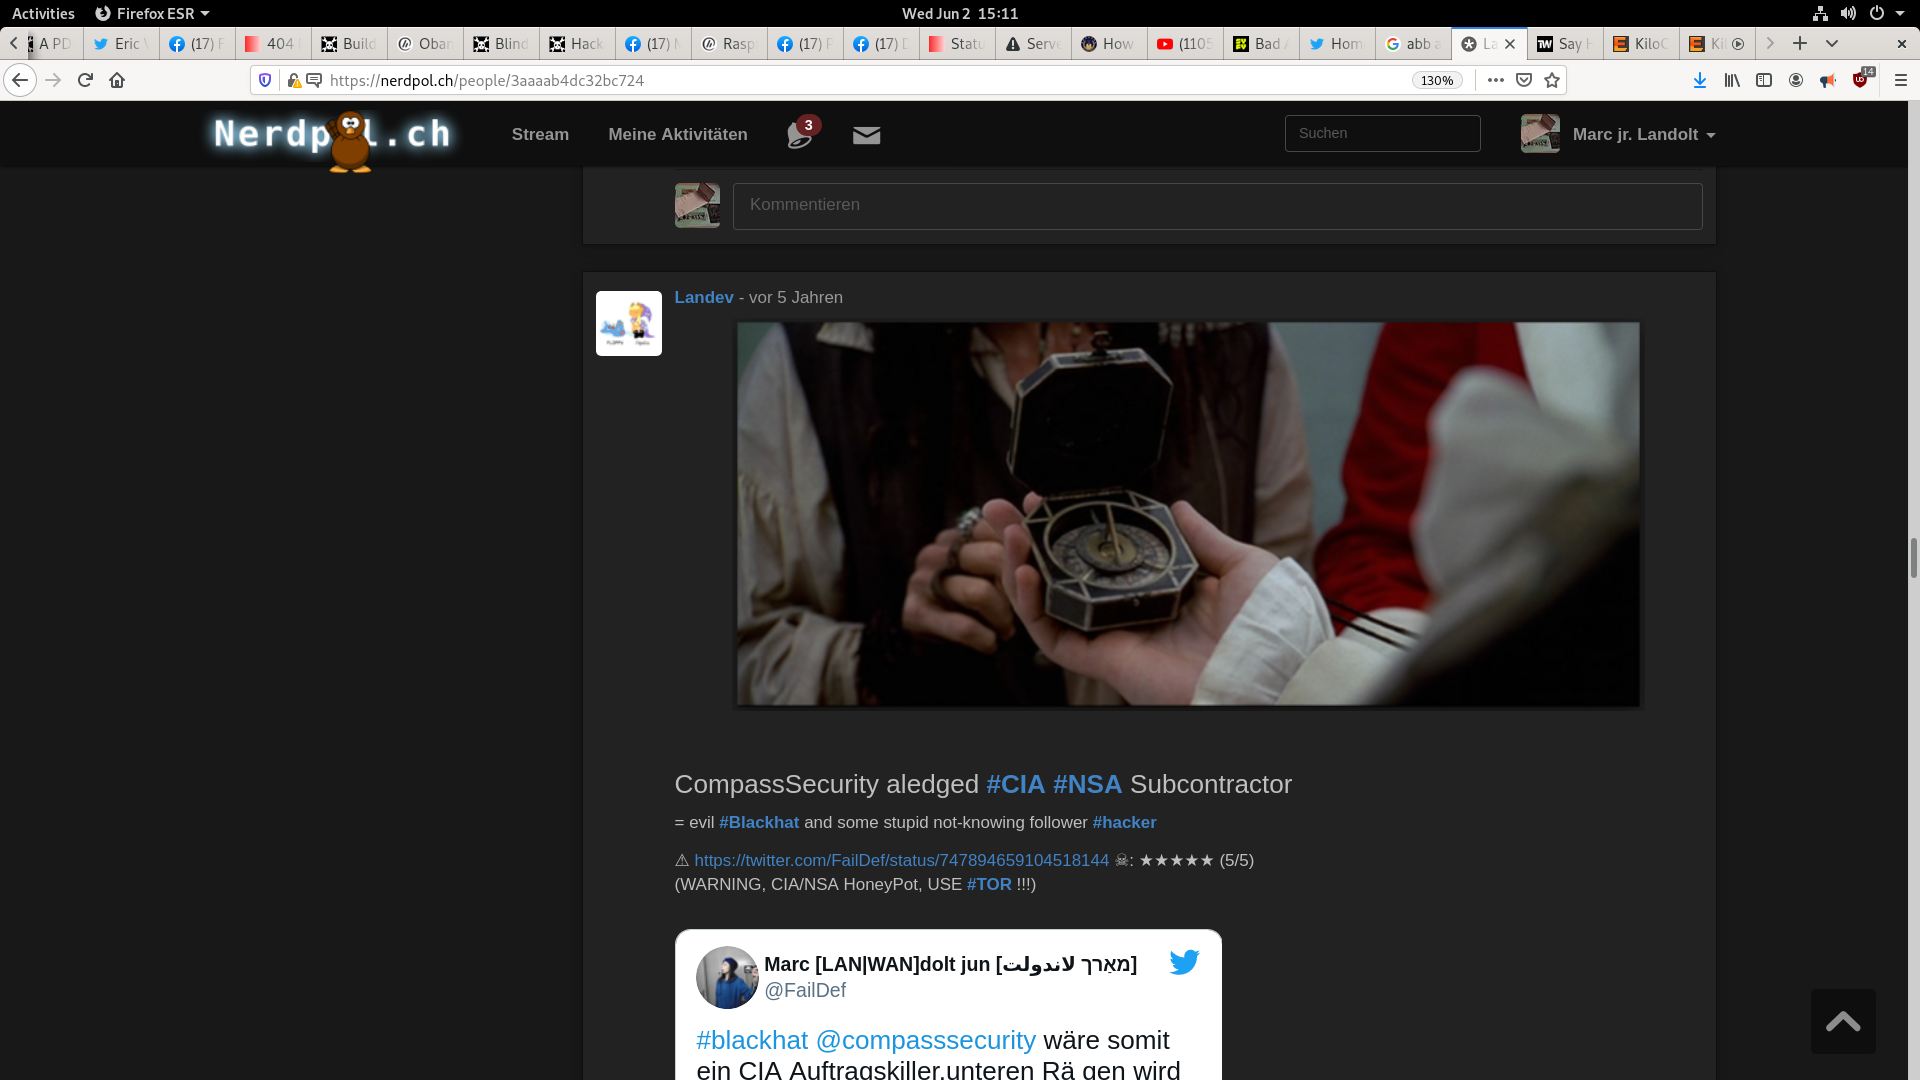 Activities Firefox ESR Wed Jun 2 15:11
A PD Eric (17) F 404 Build Oban Blind Hack (17) M Rasp (17) F (17) D Statu Serve How (1105 Bad Hom abb a La Say H KiloC Kil
https://nerdpol.ch/people/3aaaab4dc32bc724 130% 14
Nerdpol.ch Stream Meine Aktivitäten 3 Suchen Marc jr. Landolt
Kommentieren
Landev - vor 5 Jahren
CompassSecurity aledged #CIA #NSA Subcontractor
= evil #Blackhat and some stupid not-knowing follower #hacker
⚠ https://twitter.com/FailDef/status/747894659104518144 ☠: ★★★★★ (5/5)
(WARNING, CIA/NSA HoneyPot, USE #TOR !!!)
Marc [LAN|WAN]dolt jun [מאַרך لاندولت]
@FailDef
#blackhat @compasssecurity wäre somit
ein CIA Auftragskiller,unteren Rä gen wird